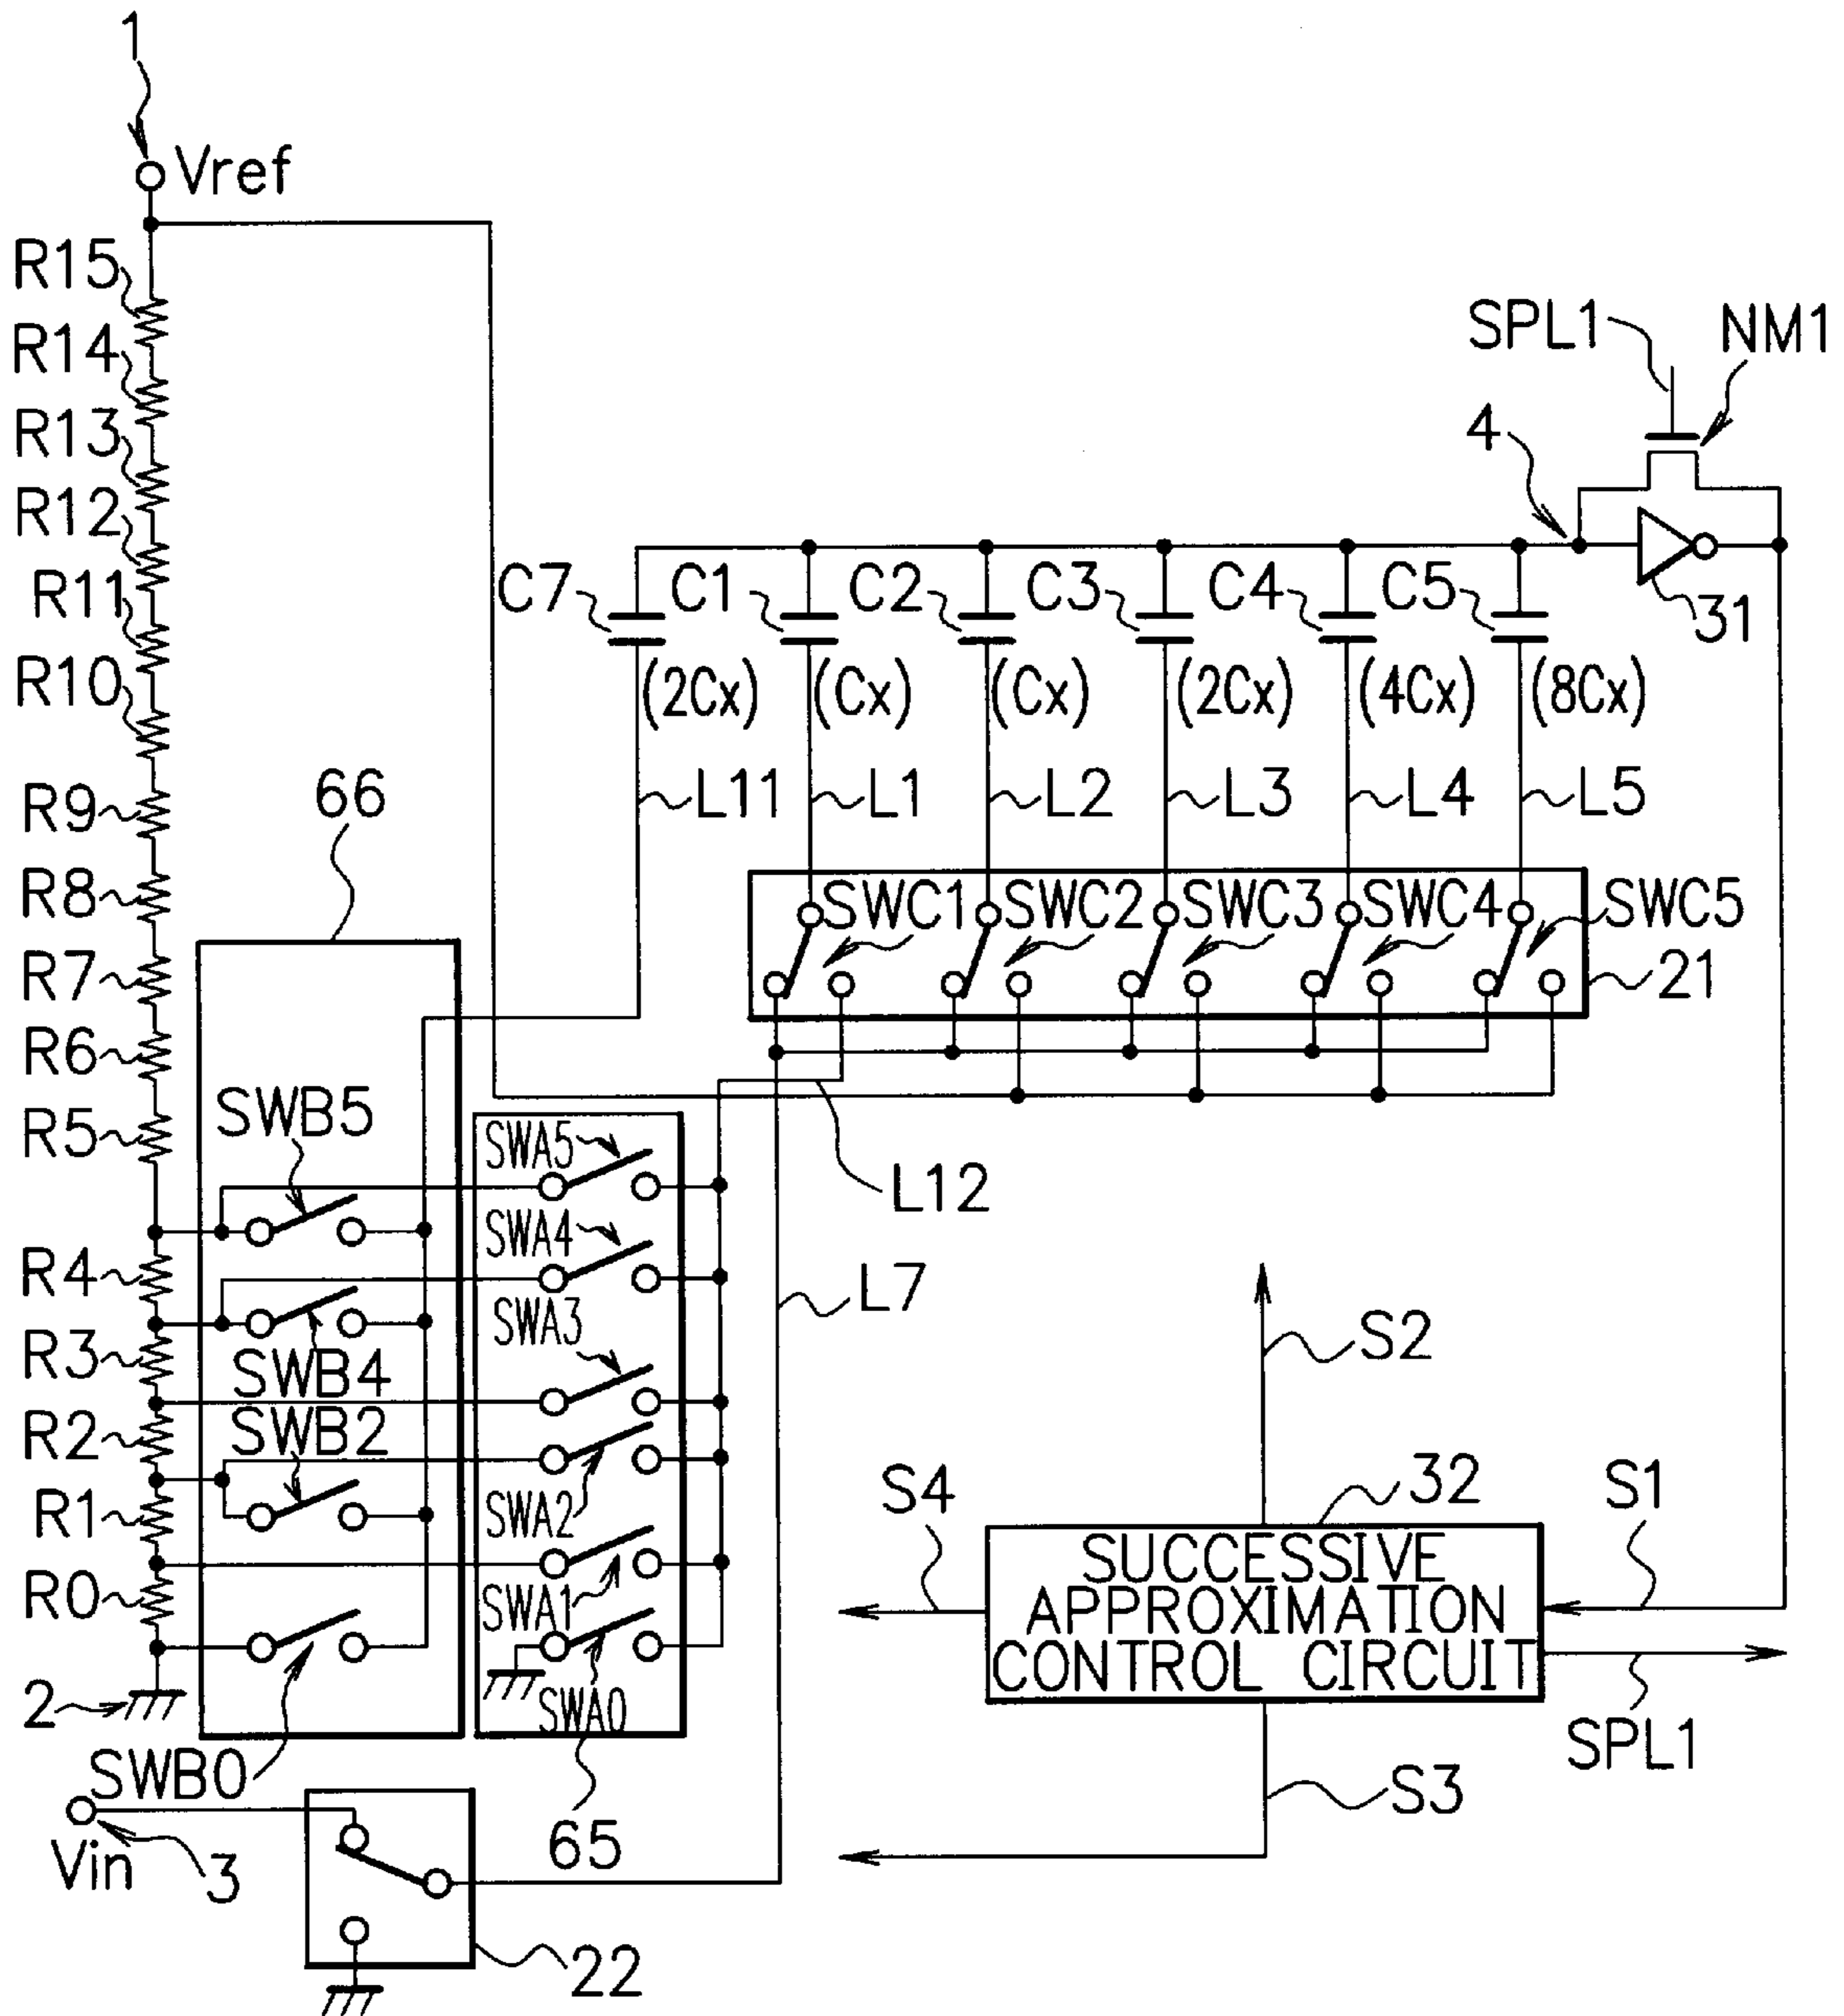 1
Vref
R15
R14
R13
R12
R11
R10
R9
R8
R7
R6
R5
R4
R3
R2
R1
R0
2
66
SWB5
SWB4
SWB2
SWB0
SWA5
SWA4
SWA3
SWA2
SWA1
SWA0
65
Vin
3
22
SPL1
NM1
4
31
C7
C1
C2
C3
C4
C5
(2Cx)
(Cx)
(Cx)
(2Cx)
(4Cx)
(8Cx)
L11
L1
L2
L3
L4
L5
SWC1
SWC2
SWC3
SWC4
SWC5
21
L12
L7
S2
S4
32
S1
SUCCESSIVE
APPROXIMATION
CONTROL CIRCUIT
SPL1
S3